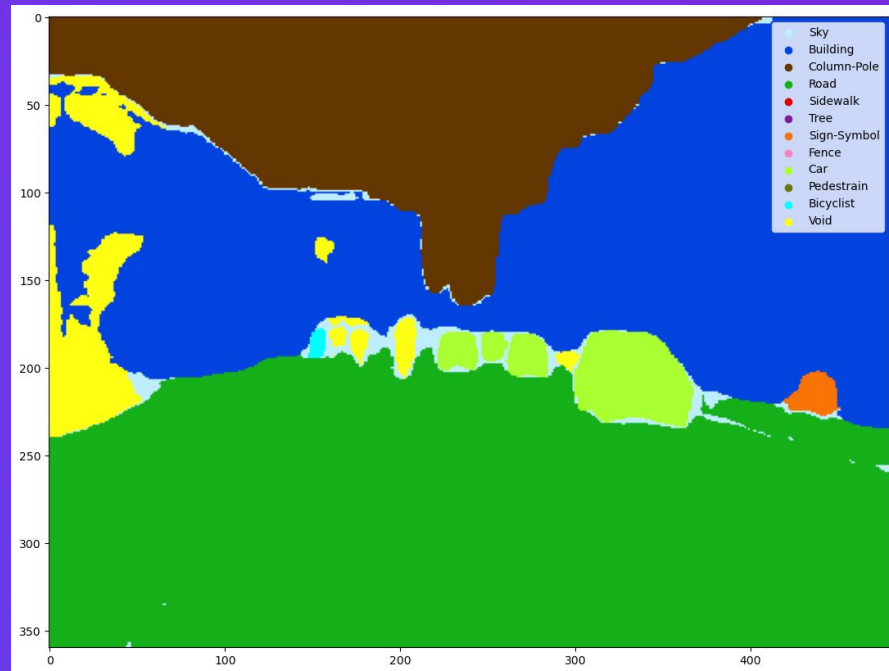 0
50
100
150
200
250
300
350
0
100
200
300
400
Sky
Building
Column-Pole
Road
Sidewalk
Tree
Sign-Symbol
Fence
Car
Pedestrain
Bicyclist
Void